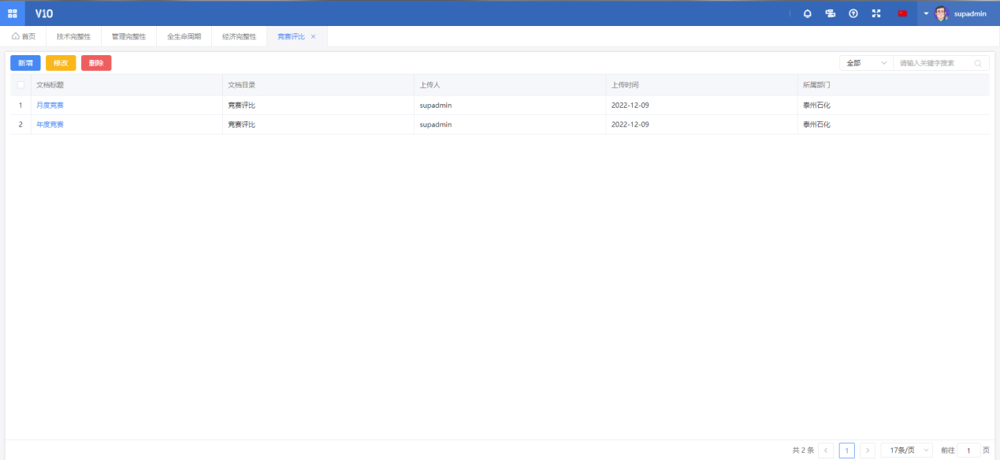 V10 supadmin
首页 技术完整性 管理完整性 全生命周期 经济完整性 竞赛评比 ×
新增 修改 删除 全部 请输入关键字搜索
文档标题 文档目录 上传人 上传时间 所属部门
1 月度竞赛 竞赛评比 supadmin 2022-12-09 泰州石化
2 年度竞赛 竞赛评比 supadmin 2022-12-09 泰州石化
共 2 条 < 1 > 17条/页 前往 1 页